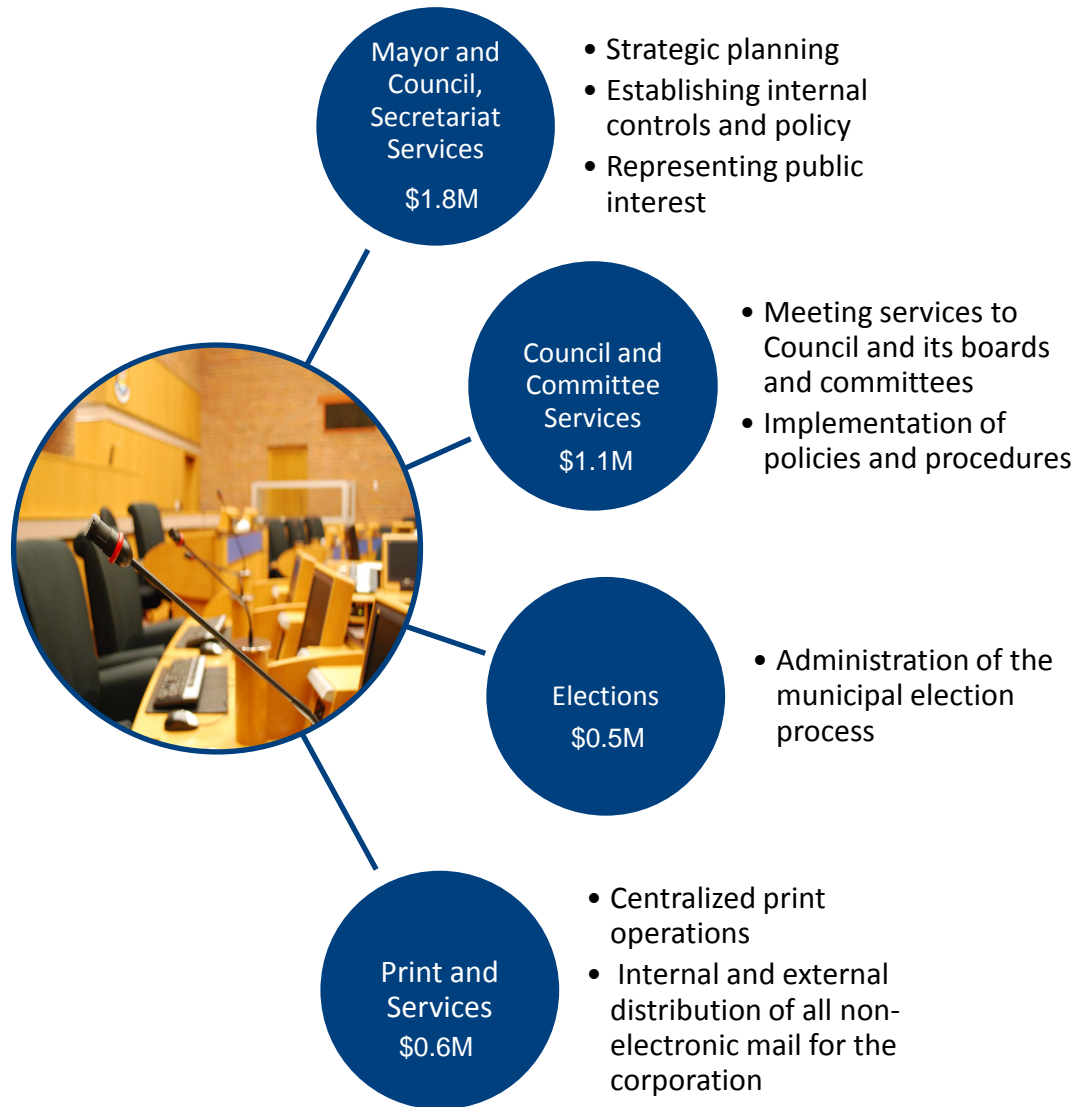 Mayor and
Council,
Secretariat
Services
$1.8M
• Strategic planning
• Establishing internal
controls and policy
• Representing public
interest
Council and
Committee
Services
$1.1M
• Meeting services to
Council and its boards
and committees
• Implementation of
policies and procedures
Elections
$0.5M
• Administration of the
municipal election
process
Print and
Services
$0.6M
• Centralized print
operations
• Internal and external
distribution of all non-
electronic mail for the
corporation